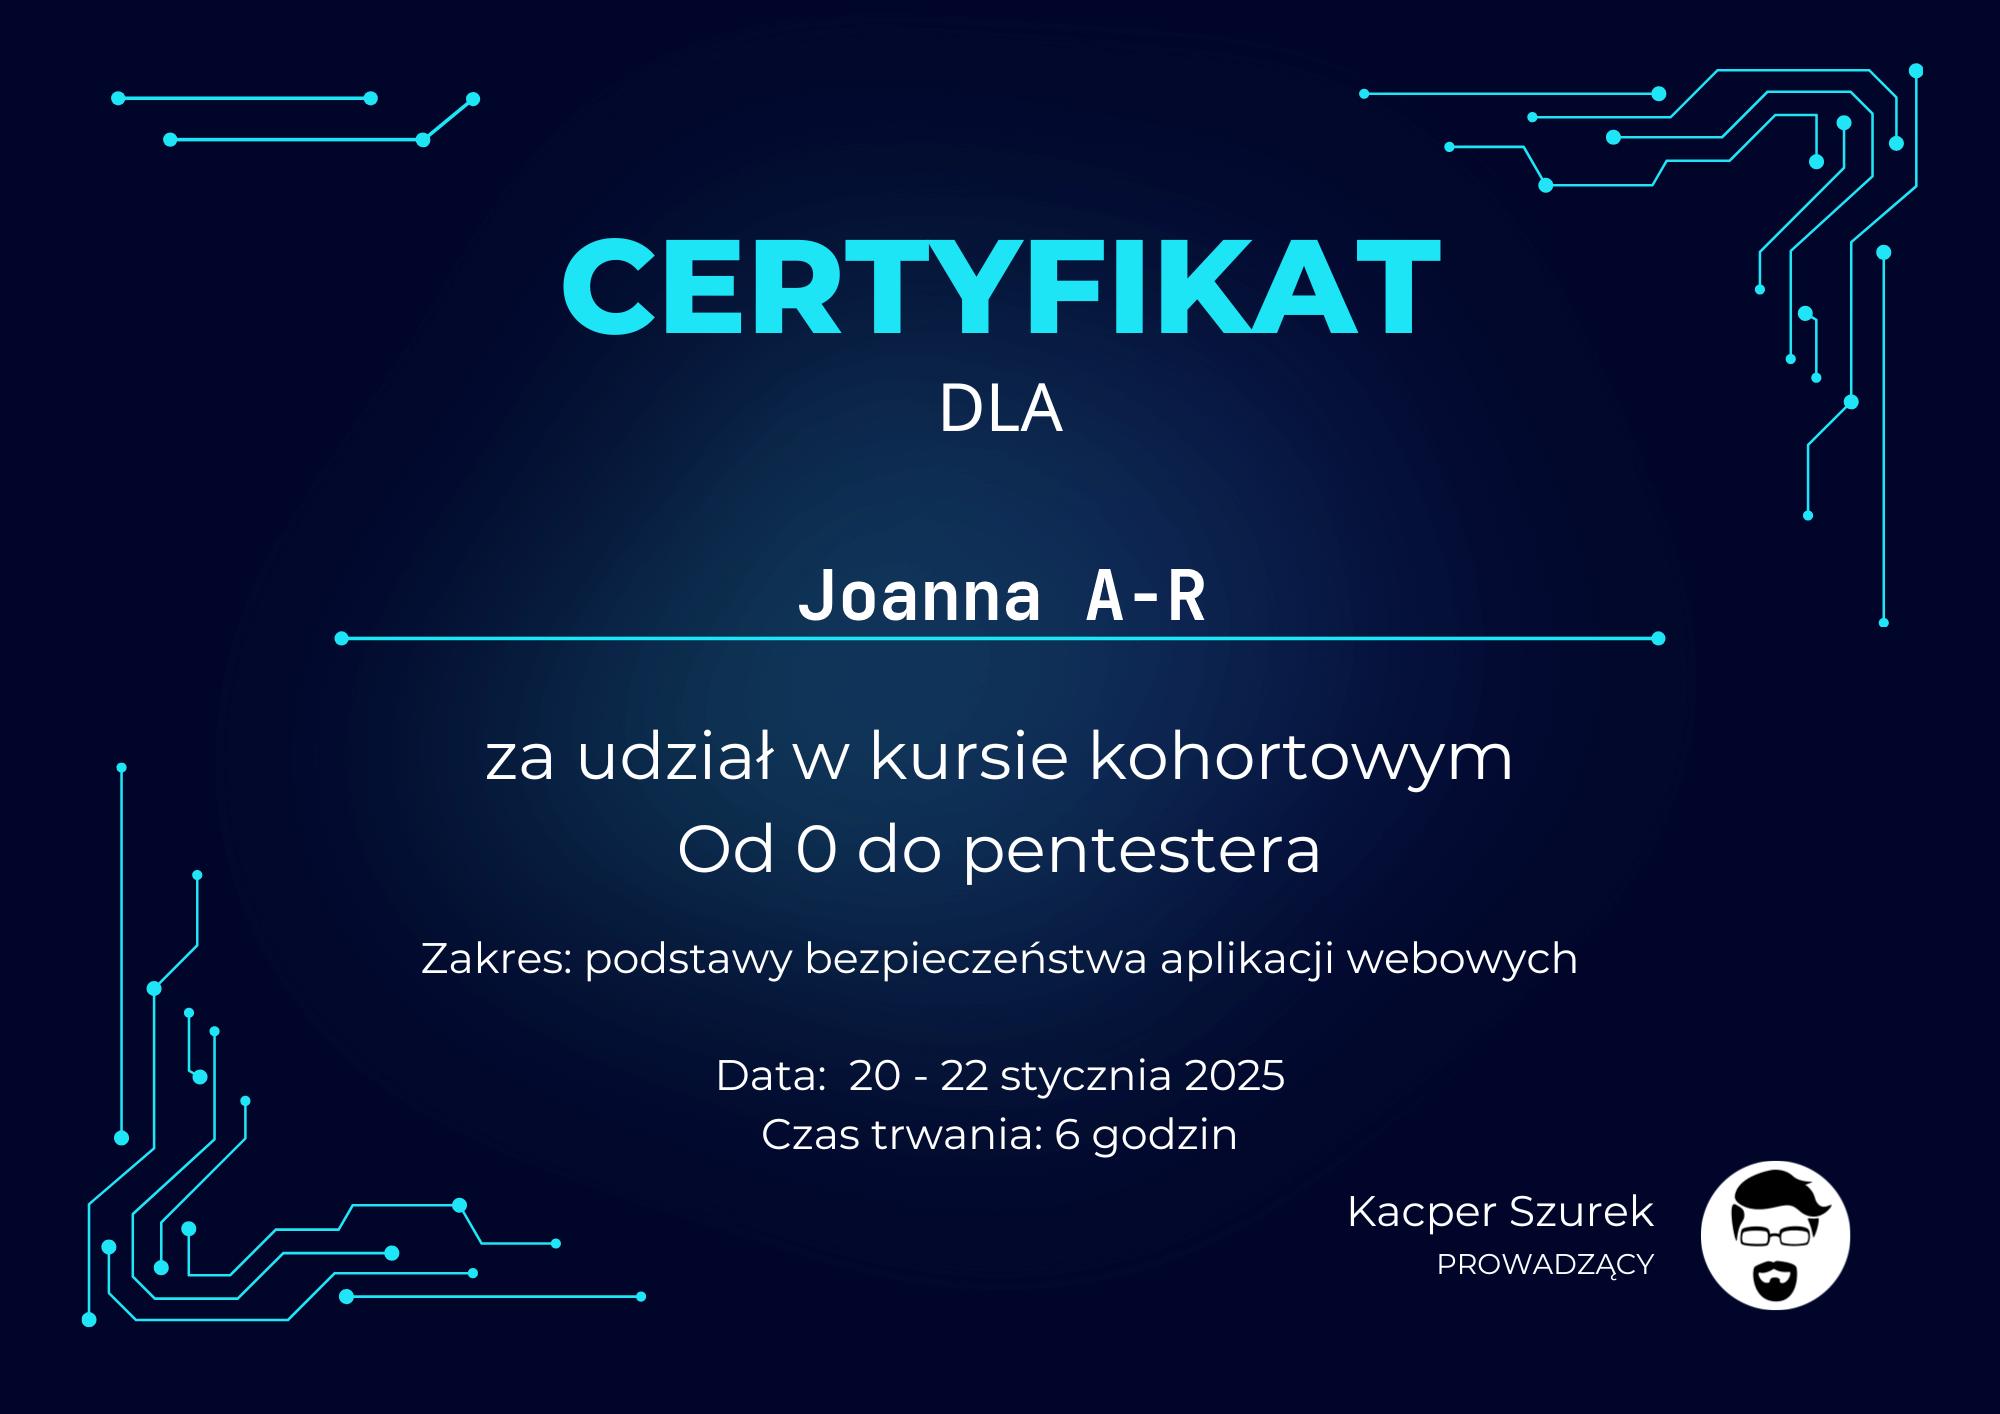 CERTYFIKAT
DLA
Joanna A-R
za udział w kursie kohortowym
Od 0 do pentestera
Zakres: podstawy bezpieczeństwa aplikacji webowych
Data:  20 - 22 stycznia 2025
Czas trwania: 6 godzin
Kacper Szurek
PROWADZĄCY